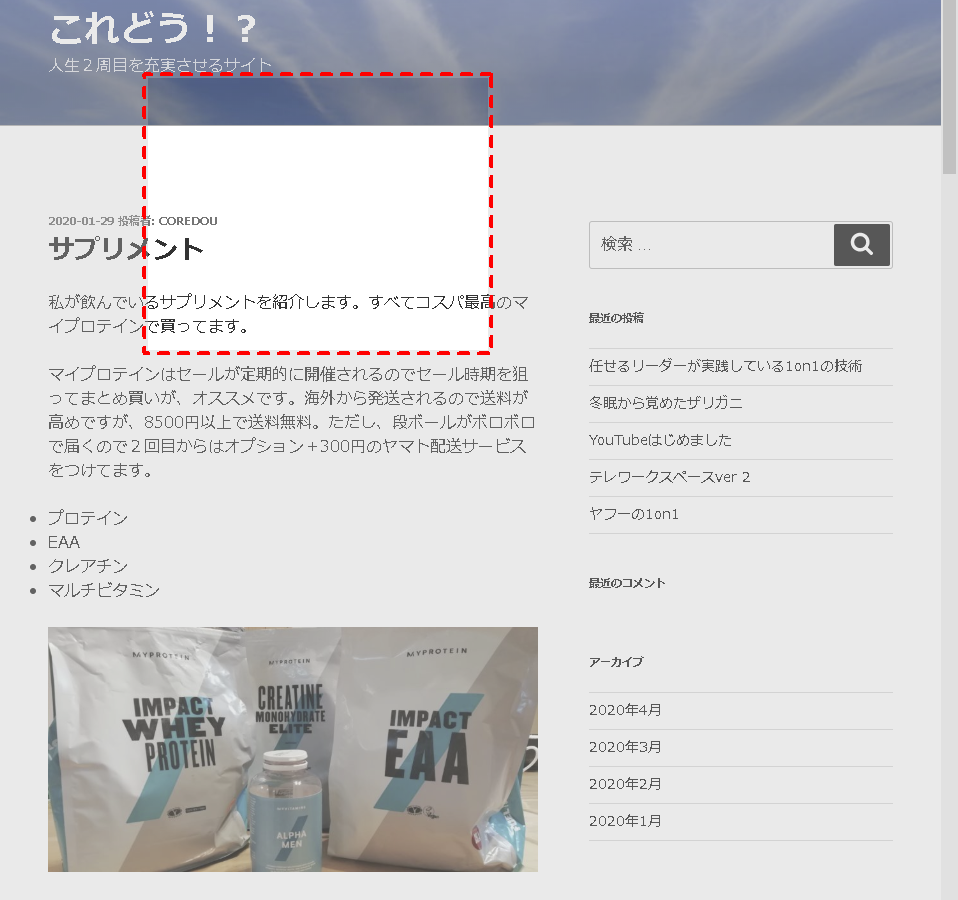 これどう！？
人生２周目を充実させるサイト
2020-01-29 投稿者: COREDOU
サプリメント
私が飲んでいるサプリメントを紹介します。すべてコスパ最高のマ
イプロテインで買ってます。
マイプロテインはセールが定期的に開催されるのでセール時期を狙
ってまとめ買いが、オススメです。海外から発送されるので送料が
高めですが、8500円以上で送料無料。ただし、段ボールがボロボロ
で届くので２回目からはオプション＋300円のヤマト配送サービス
をつけてます。
プロテイン
EAA
クレアチン
マルチビタミン
MYPROTEIN
IMPACT
WHEY
PROTEIN
MYPROTEIN
CREATINE
MONOHYDRATE
ELITE
MYPROTEIN
IMPACT
EAA
ALPHA
MEN
検索 ...
最近の投稿
任せるリーダーが実践している1on1の技術
冬眠から覚めたザリガニ
YouTubeはじめました
テレワークスペースver 2
ヤフーの1on1
最近のコメント
アーカイブ
2020年4月
2020年3月
2020年2月
2020年1月